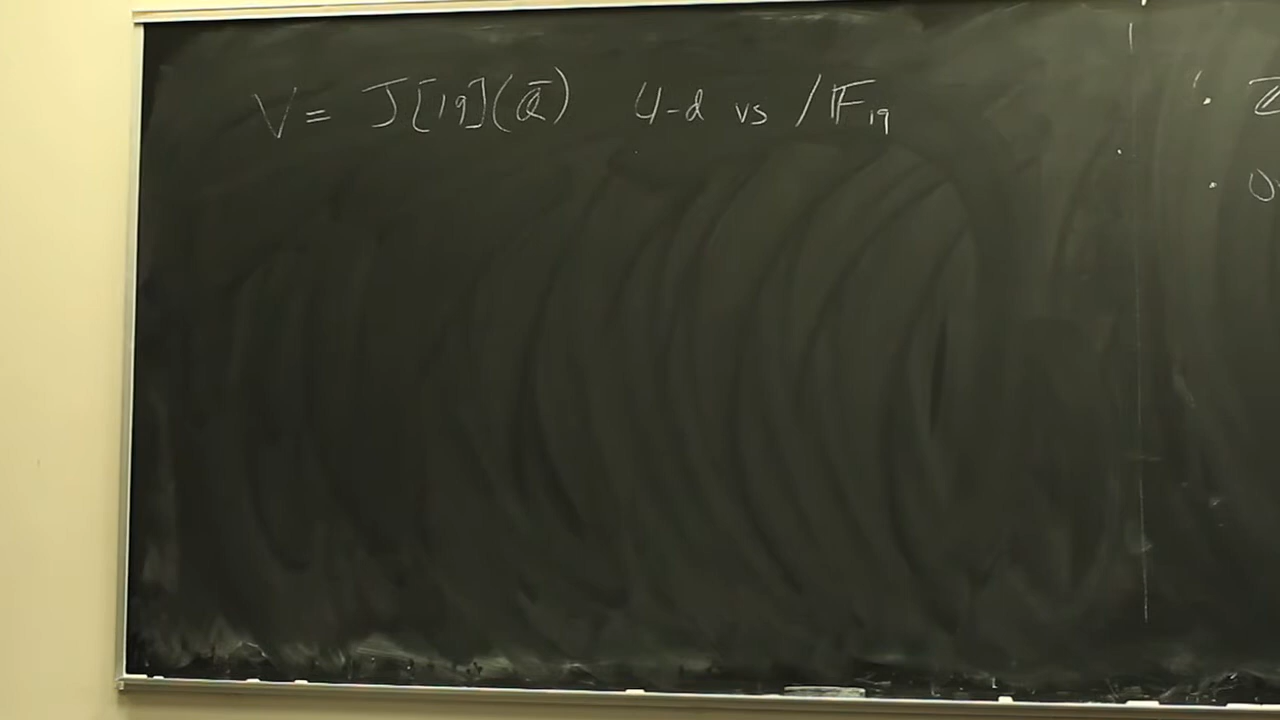 V = J[19](Q̄) 4-d vs /𝔽₁₉